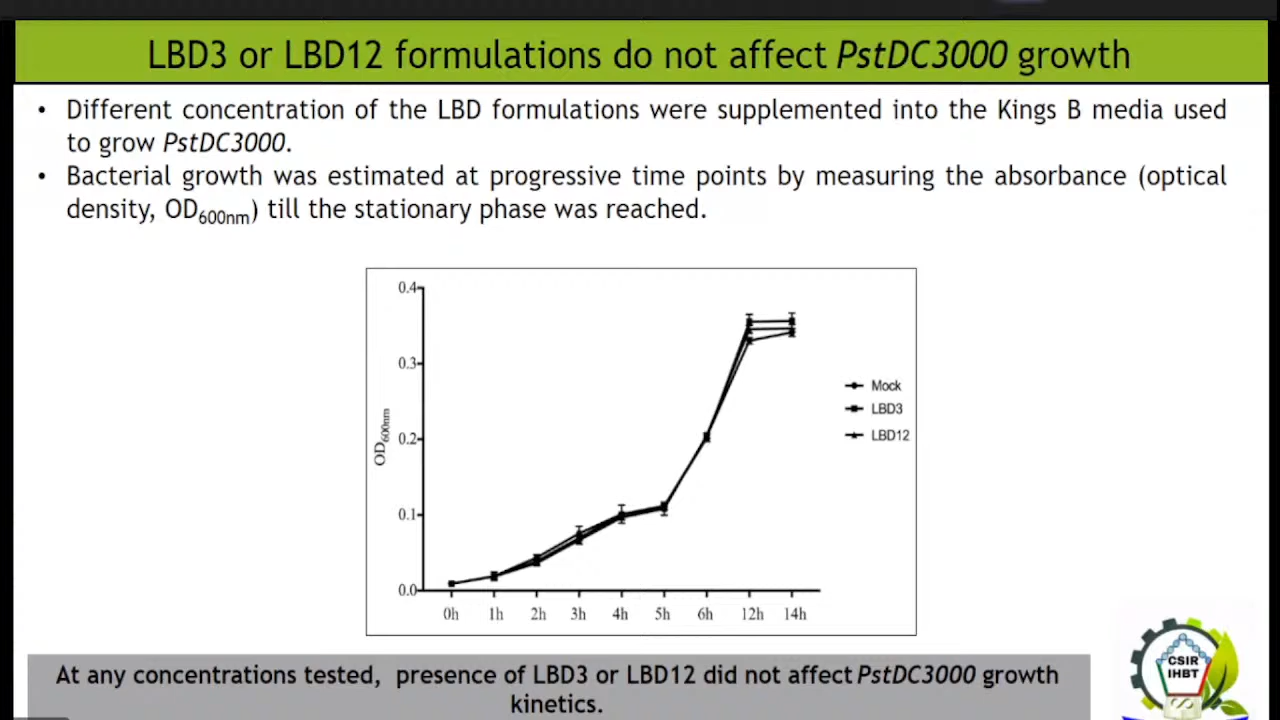 LBD3 or LBD12 formulations do not affect PstDC3000 growth
• Different concentration of the LBD formulations were supplemented into the Kings B media used
to grow PstDC3000.
• Bacterial growth was estimated at progressive time points by measuring the absorbance (optical
density, OD600nm) till the stationary phase was reached.
0.4
0.3
0.2
0.1
0.0
OD600nm
0h 1h 2h 3h 4h 5h 6h 12h 14h
Mock
LBD3
LBD12
At any concentrations tested, presence of LBD3 or LBD12 did not affect PstDC3000 growth
kinetics.
CSIR
IHBT